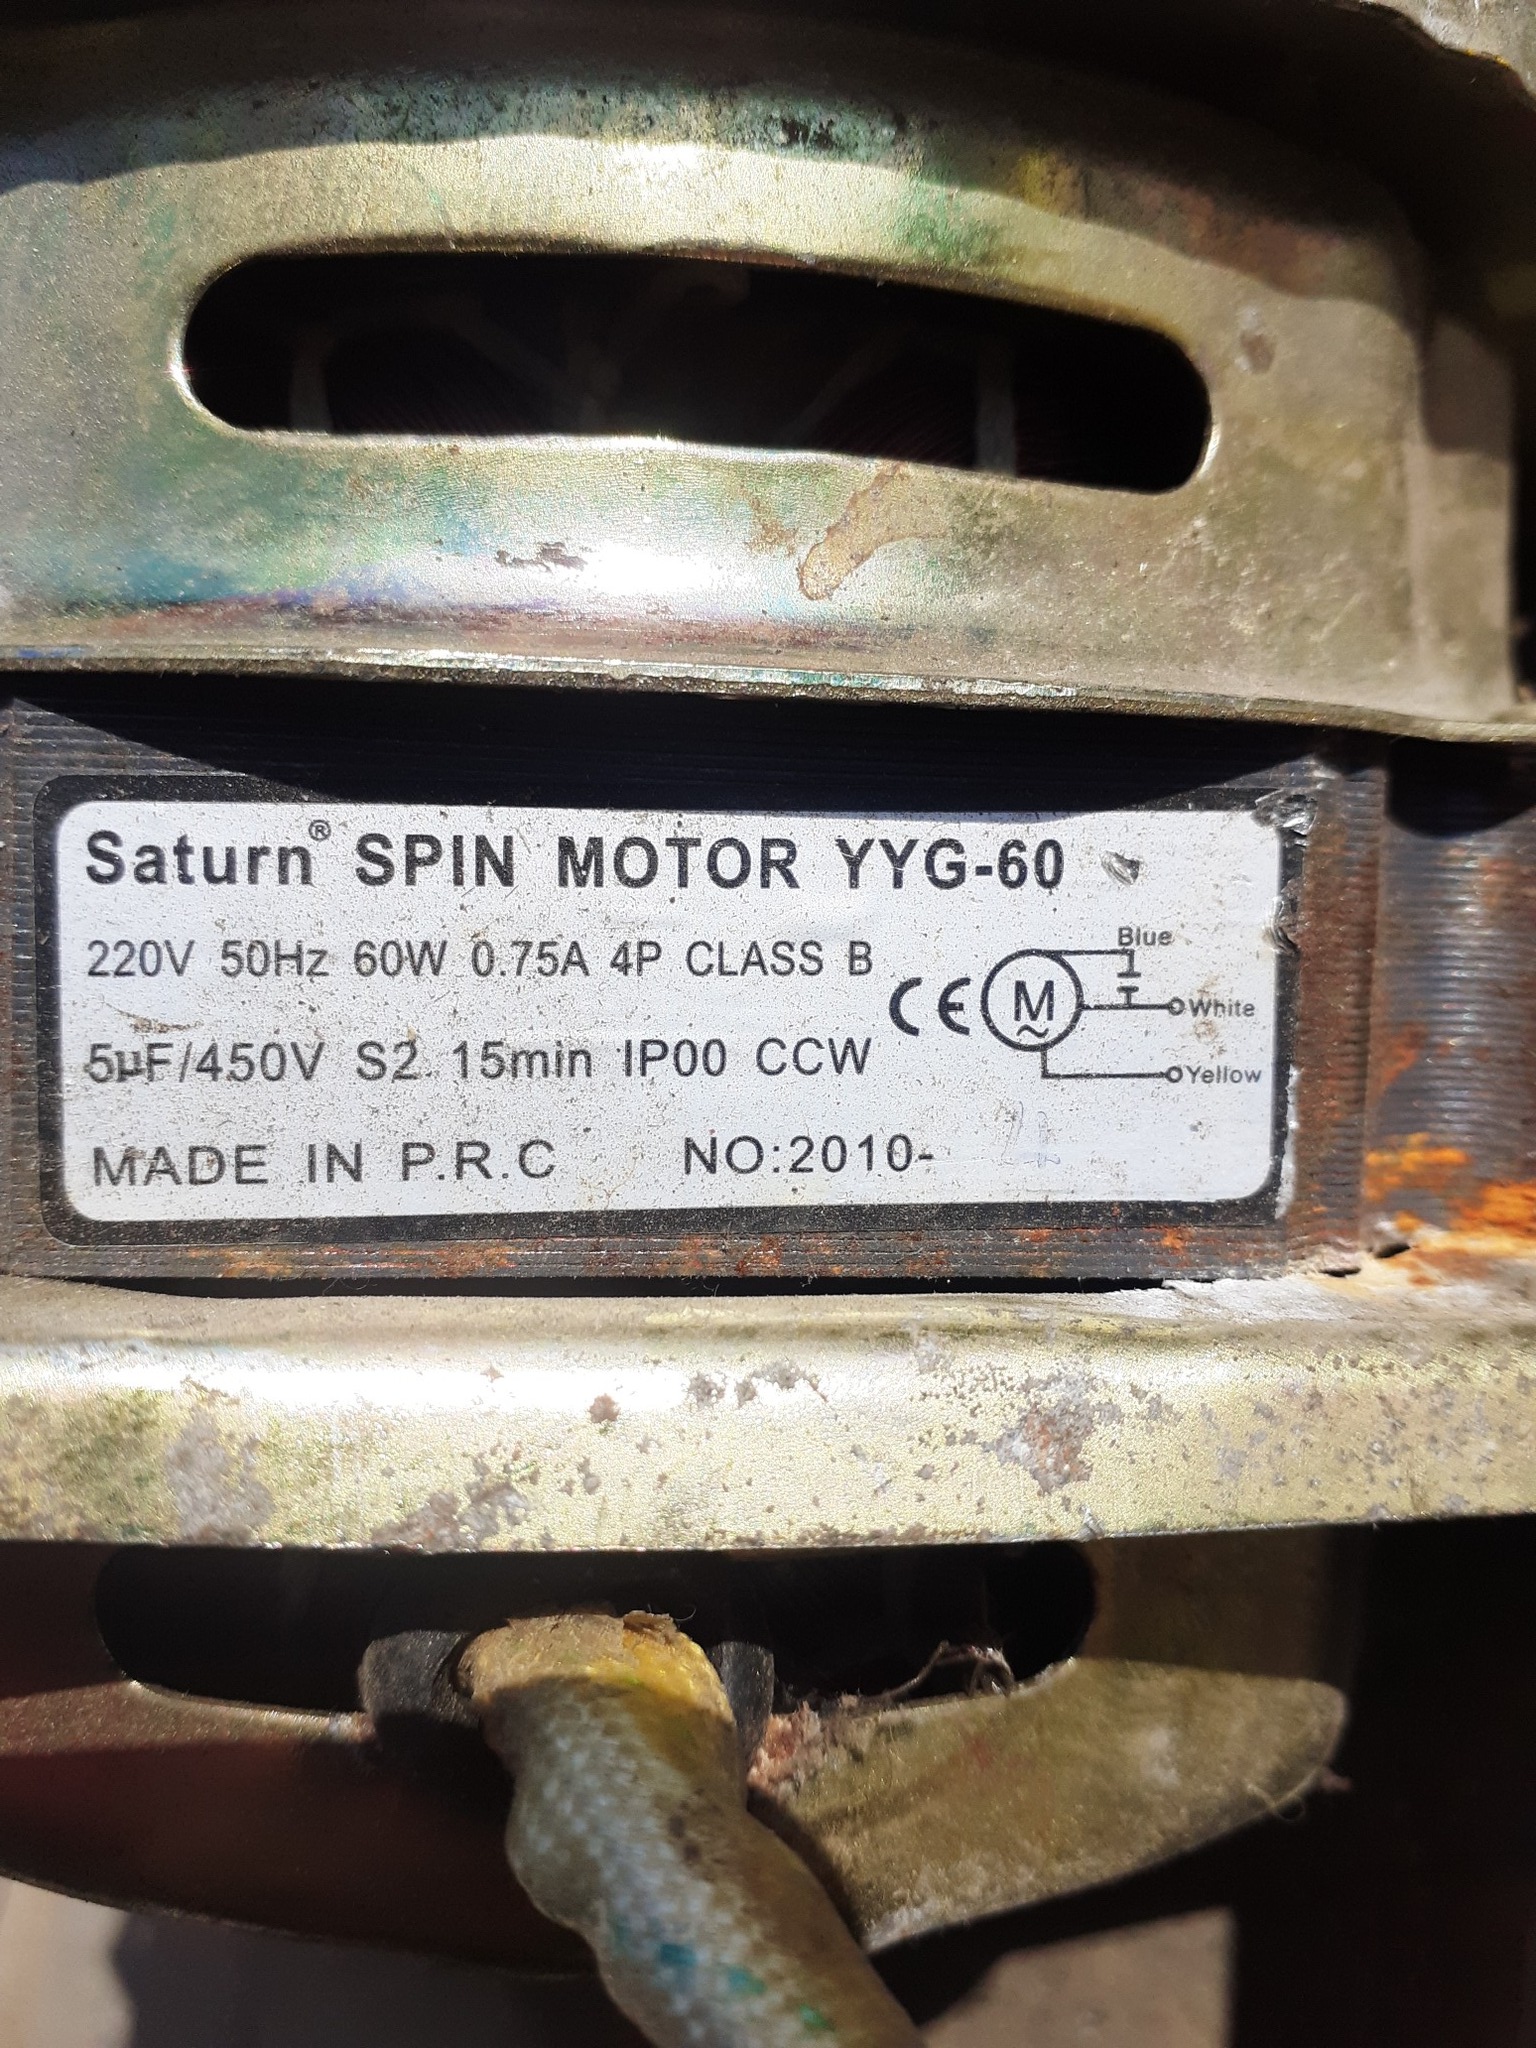 Saturn® SPIN MOTOR YYG-60
220V 50Hz 60W 0.75A 4P CLASS B
5µF/450V S2 15min IP00 CCW
CE M ~
Blue
White
Yellow
MADE IN P.R.C NO:2010-